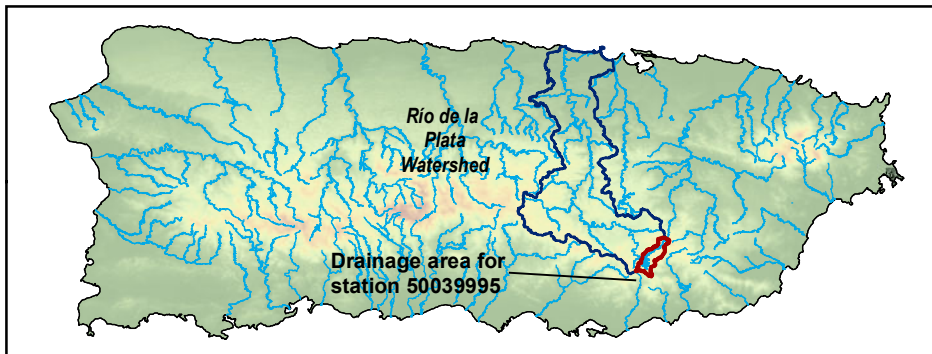 Río de la
Plata
Watershed
Drainage area for
station 50039995